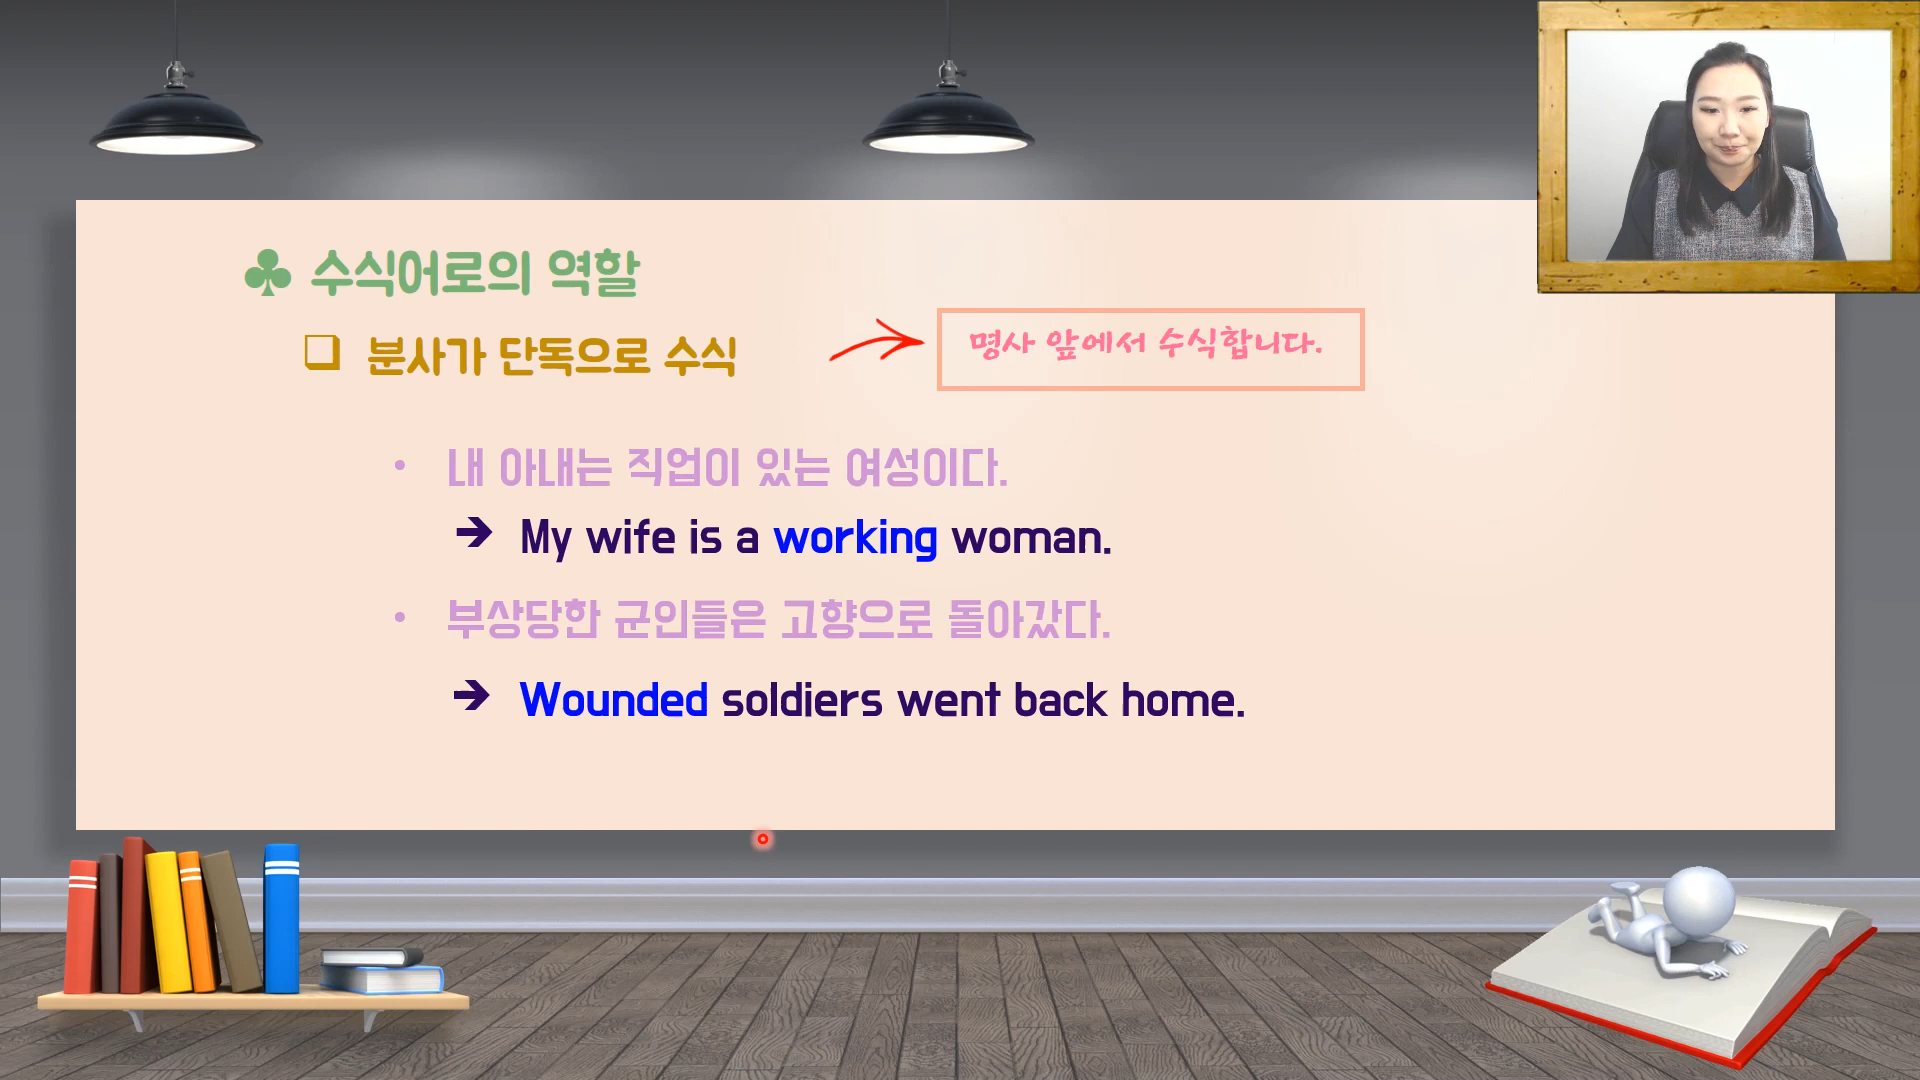 ♣ 수식어로의 역할
❑ 분사가 단독으로 수식
명사 앞에서 수식합니다.
• 내 아내는 직업이 있는 여성이다.
➔ My wife is a working woman.
• 부상당한 군인들은 고향으로 돌아갔다.
➔ Wounded soldiers went back home.